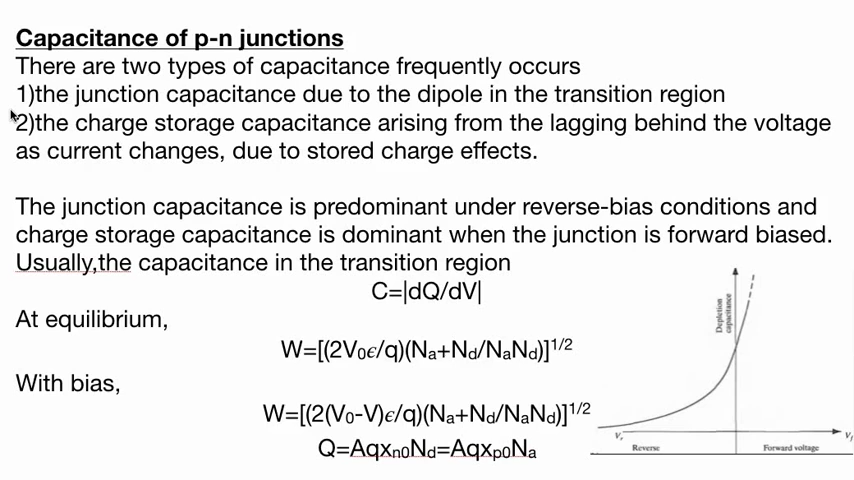 Capacitance of p-n junctions
There are two types of capacitance frequently occurs
1)the junction capacitance due to the dipole in the transition region
2)the charge storage capacitance arising from the lagging behind the voltage
as current changes, due to stored charge effects.
The junction capacitance is predominant under reverse-bias conditions and
charge storage capacitance is dominant when the junction is forward biased.
Usually,the capacitance in the transition region
C=|dQ/dV|
At equilibrium,
W=[(2V₀ϵ/q)(Nₐ+N_d/NₐN_d)]^1/2
With bias,
W=[(2(V₀-V)ϵ/q)(Nₐ+N_d/NₐN_d)]^1/2
Q=Aqx_n0N_d=Aqx_p0Nₐ
Depletion
capacitance
V_r
V_f
Reverse
Forward voltage